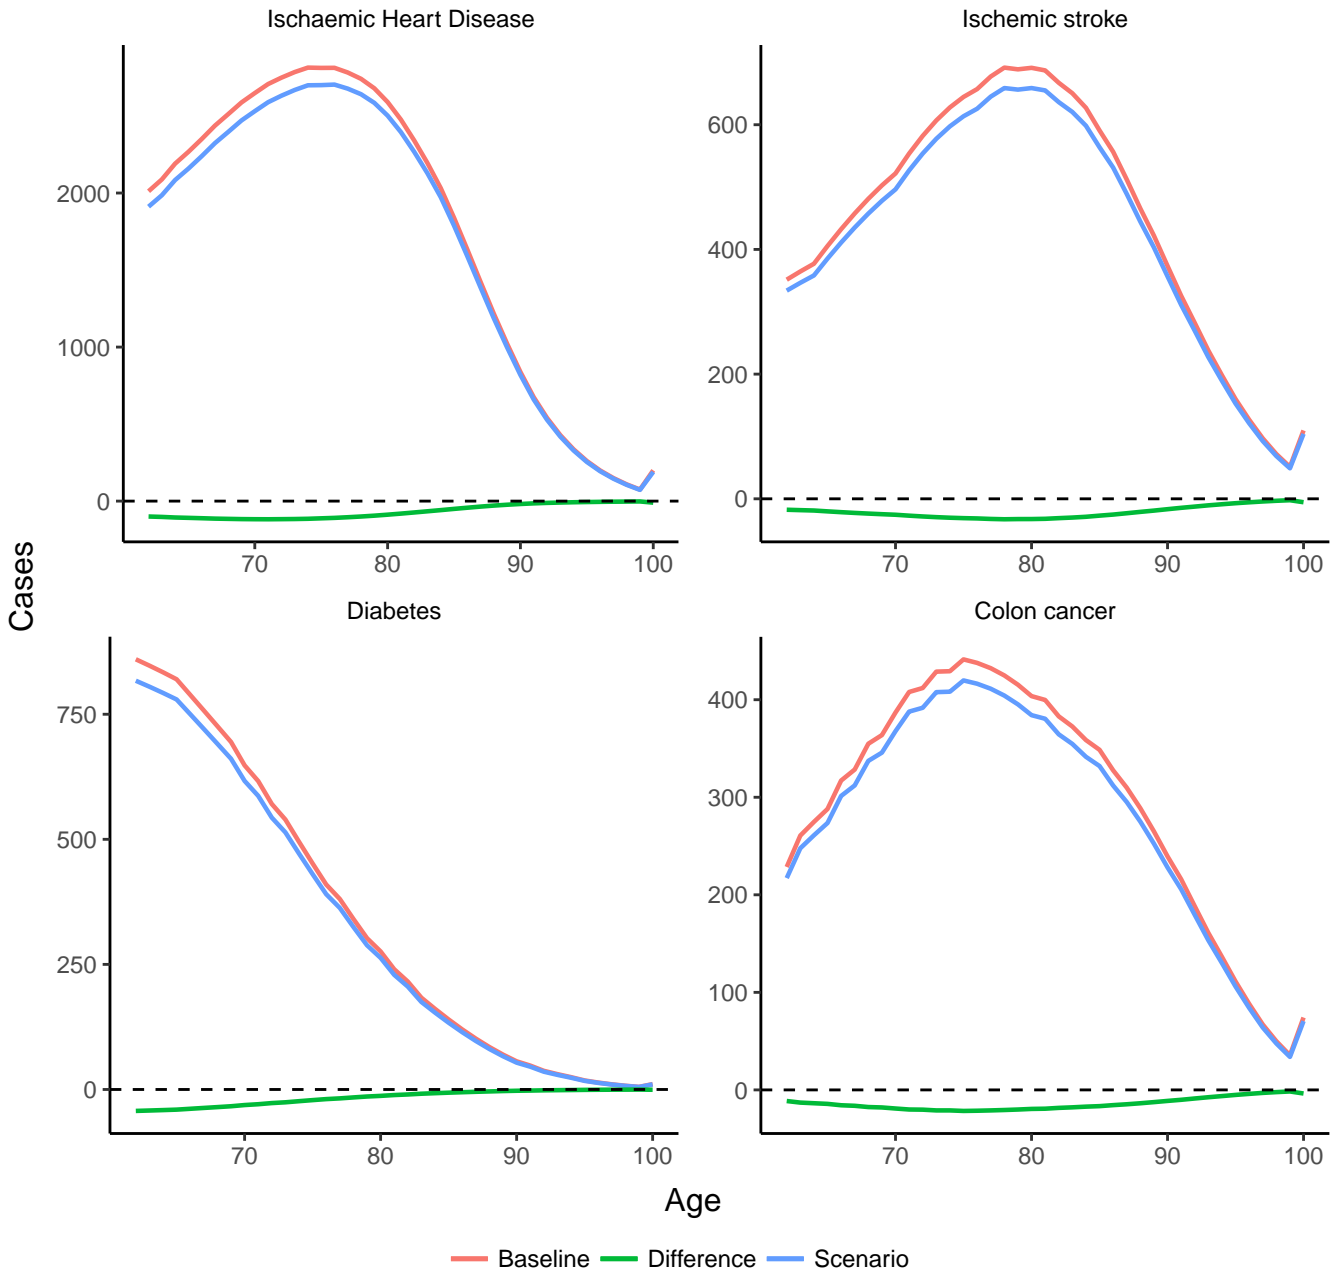 Ischaemic Heart Disease
Ischemic stroke
2000
1000
0
600
400
200
0
70 80 90 100
70 80 90 100
Cases
Diabetes
Colon cancer
750
500
250
0
400
300
200
100
0
70 80 90 100
70 80 90 100
Age
Baseline Difference Scenario